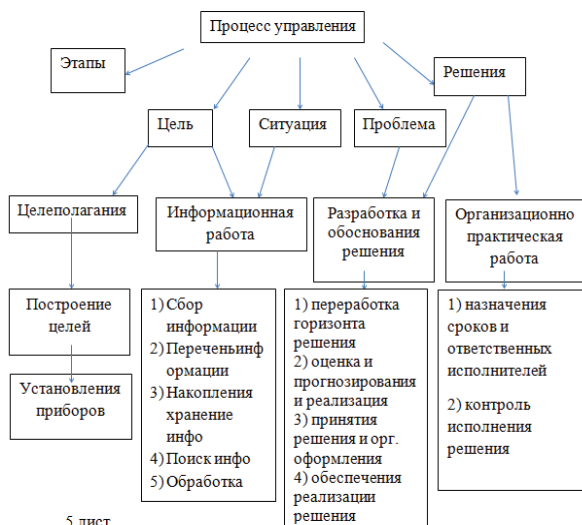 Процесс управления
Этапы
Решения
Цель
Ситуация
Проблема
Целеполагания
Информационная
работа
Разработка и
обоснования
решения
Организационно
практическая
работа
Построение
целей
Установления
приборов
1) Сбор
информации
2) Переченьинф
ормации
3) Накопления
хранение
инфо
4) Поиск инфо
5) Обработка
1) переработка
горизонта
решения
2) оценка и
прогнозирования
и реализация
3) принятия
решения и орг.
оформления
4) обеспечения
реализации
решения
1) назначения
сроков и
ответственных
исполнителей
2) контроль
исполнения
решения
5 лист